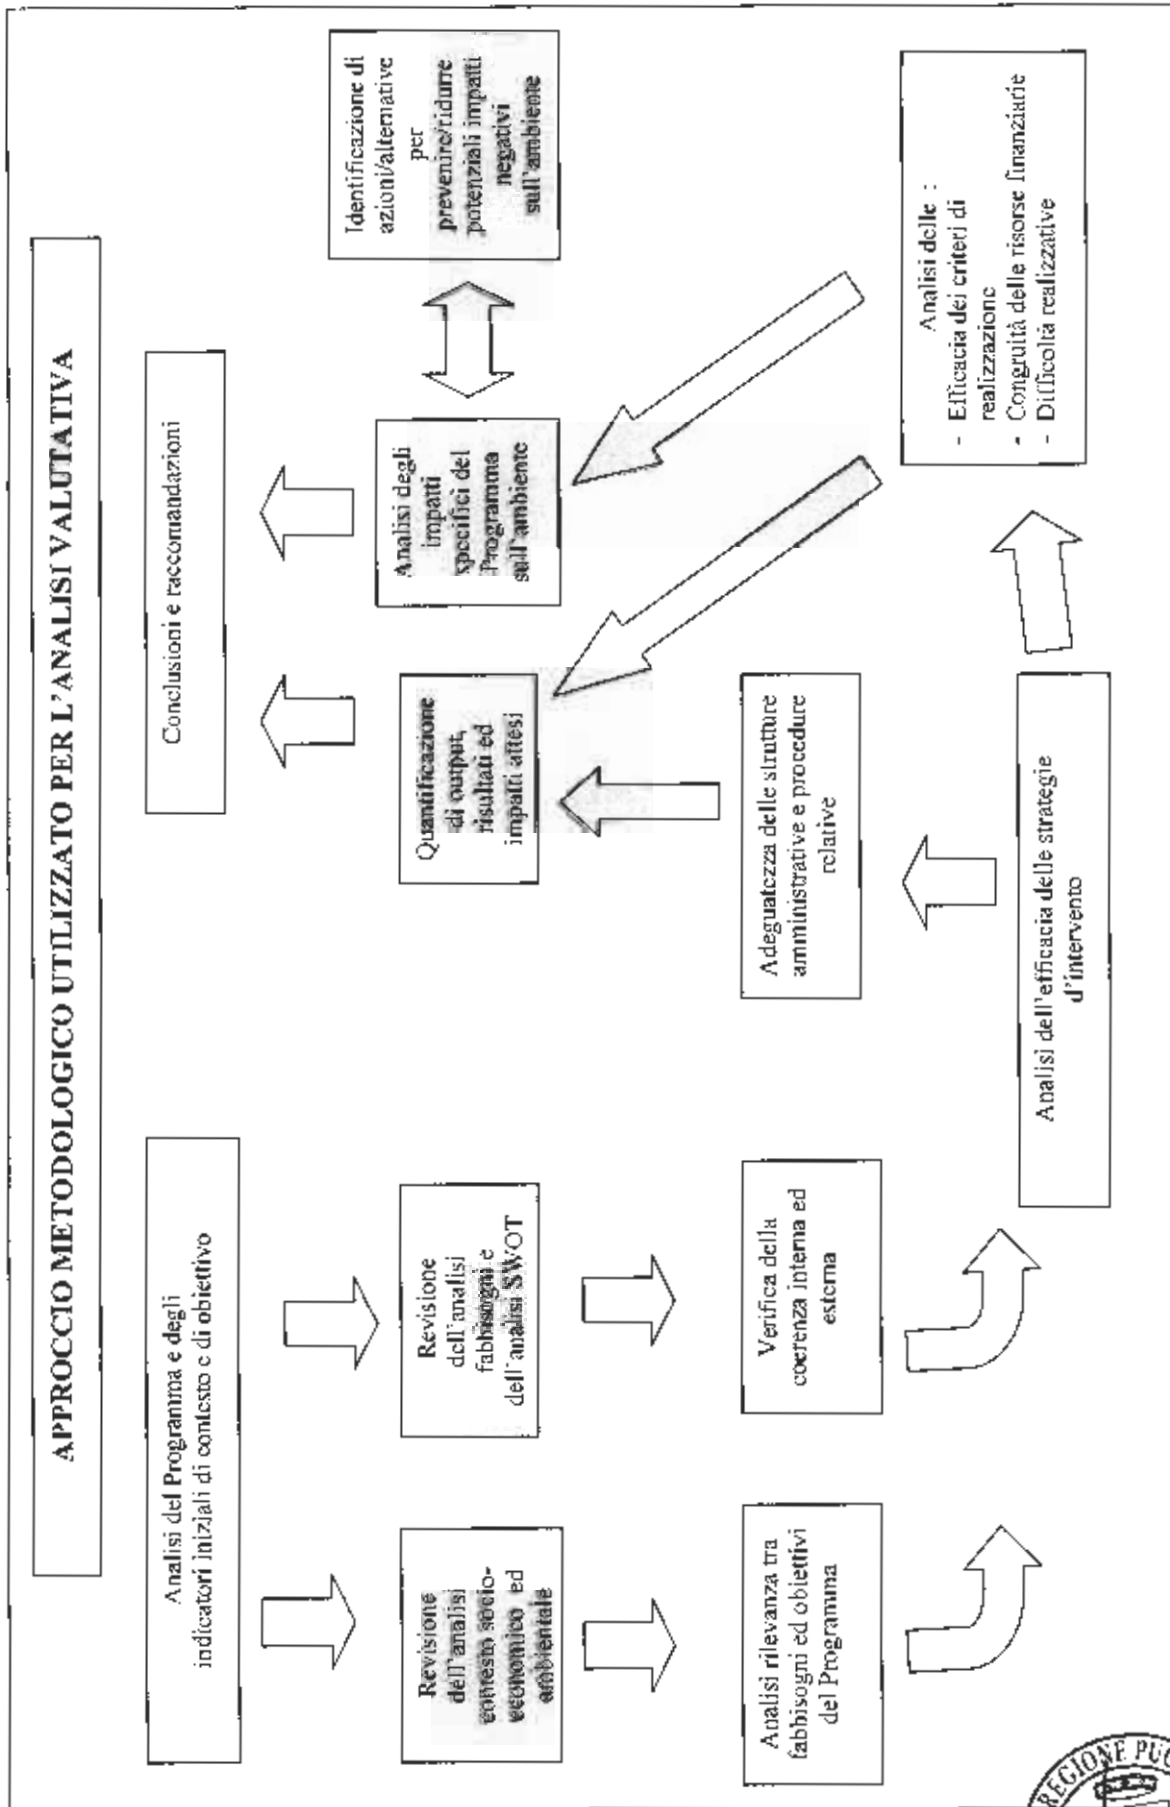 APPROCCIO METODOLOGICO UTILIZZATO PER L'ANALISI VALUTATIVA
Analisi del Programma e degli
indicatori iniziali di contesto e di obiettivo
Conclusioni e raccomandazioni
Revisione
dell'analisi
contesto socio-
economico ed
ambientale
Revisione
dell'analisi
fabbisogni e
dell'analisi SWOT
Quantificazione
di output,
risultati ed
impatti attesi
Analisi degli
impatti
specifici del
Programma
sull'ambiente
Identificazione di
azioni/alternative
per
prevenire/ridurre
potenziali impatti
negativi
sull'ambiente
Analisi rilevanza tra
fabbisogni ed obiettivi
del Programma
Verifica della
coerenza interna ed
esterna
Adeguatezza delle strutture
amministrative e procedure
relative
Analisi delle :
- Efficacia dei criteri di
realizzazione
- Congruità delle risorse finanziarie
- Difficoltà realizzative
Analisi dell'efficacia delle strategie
d'intervento
REGIONE